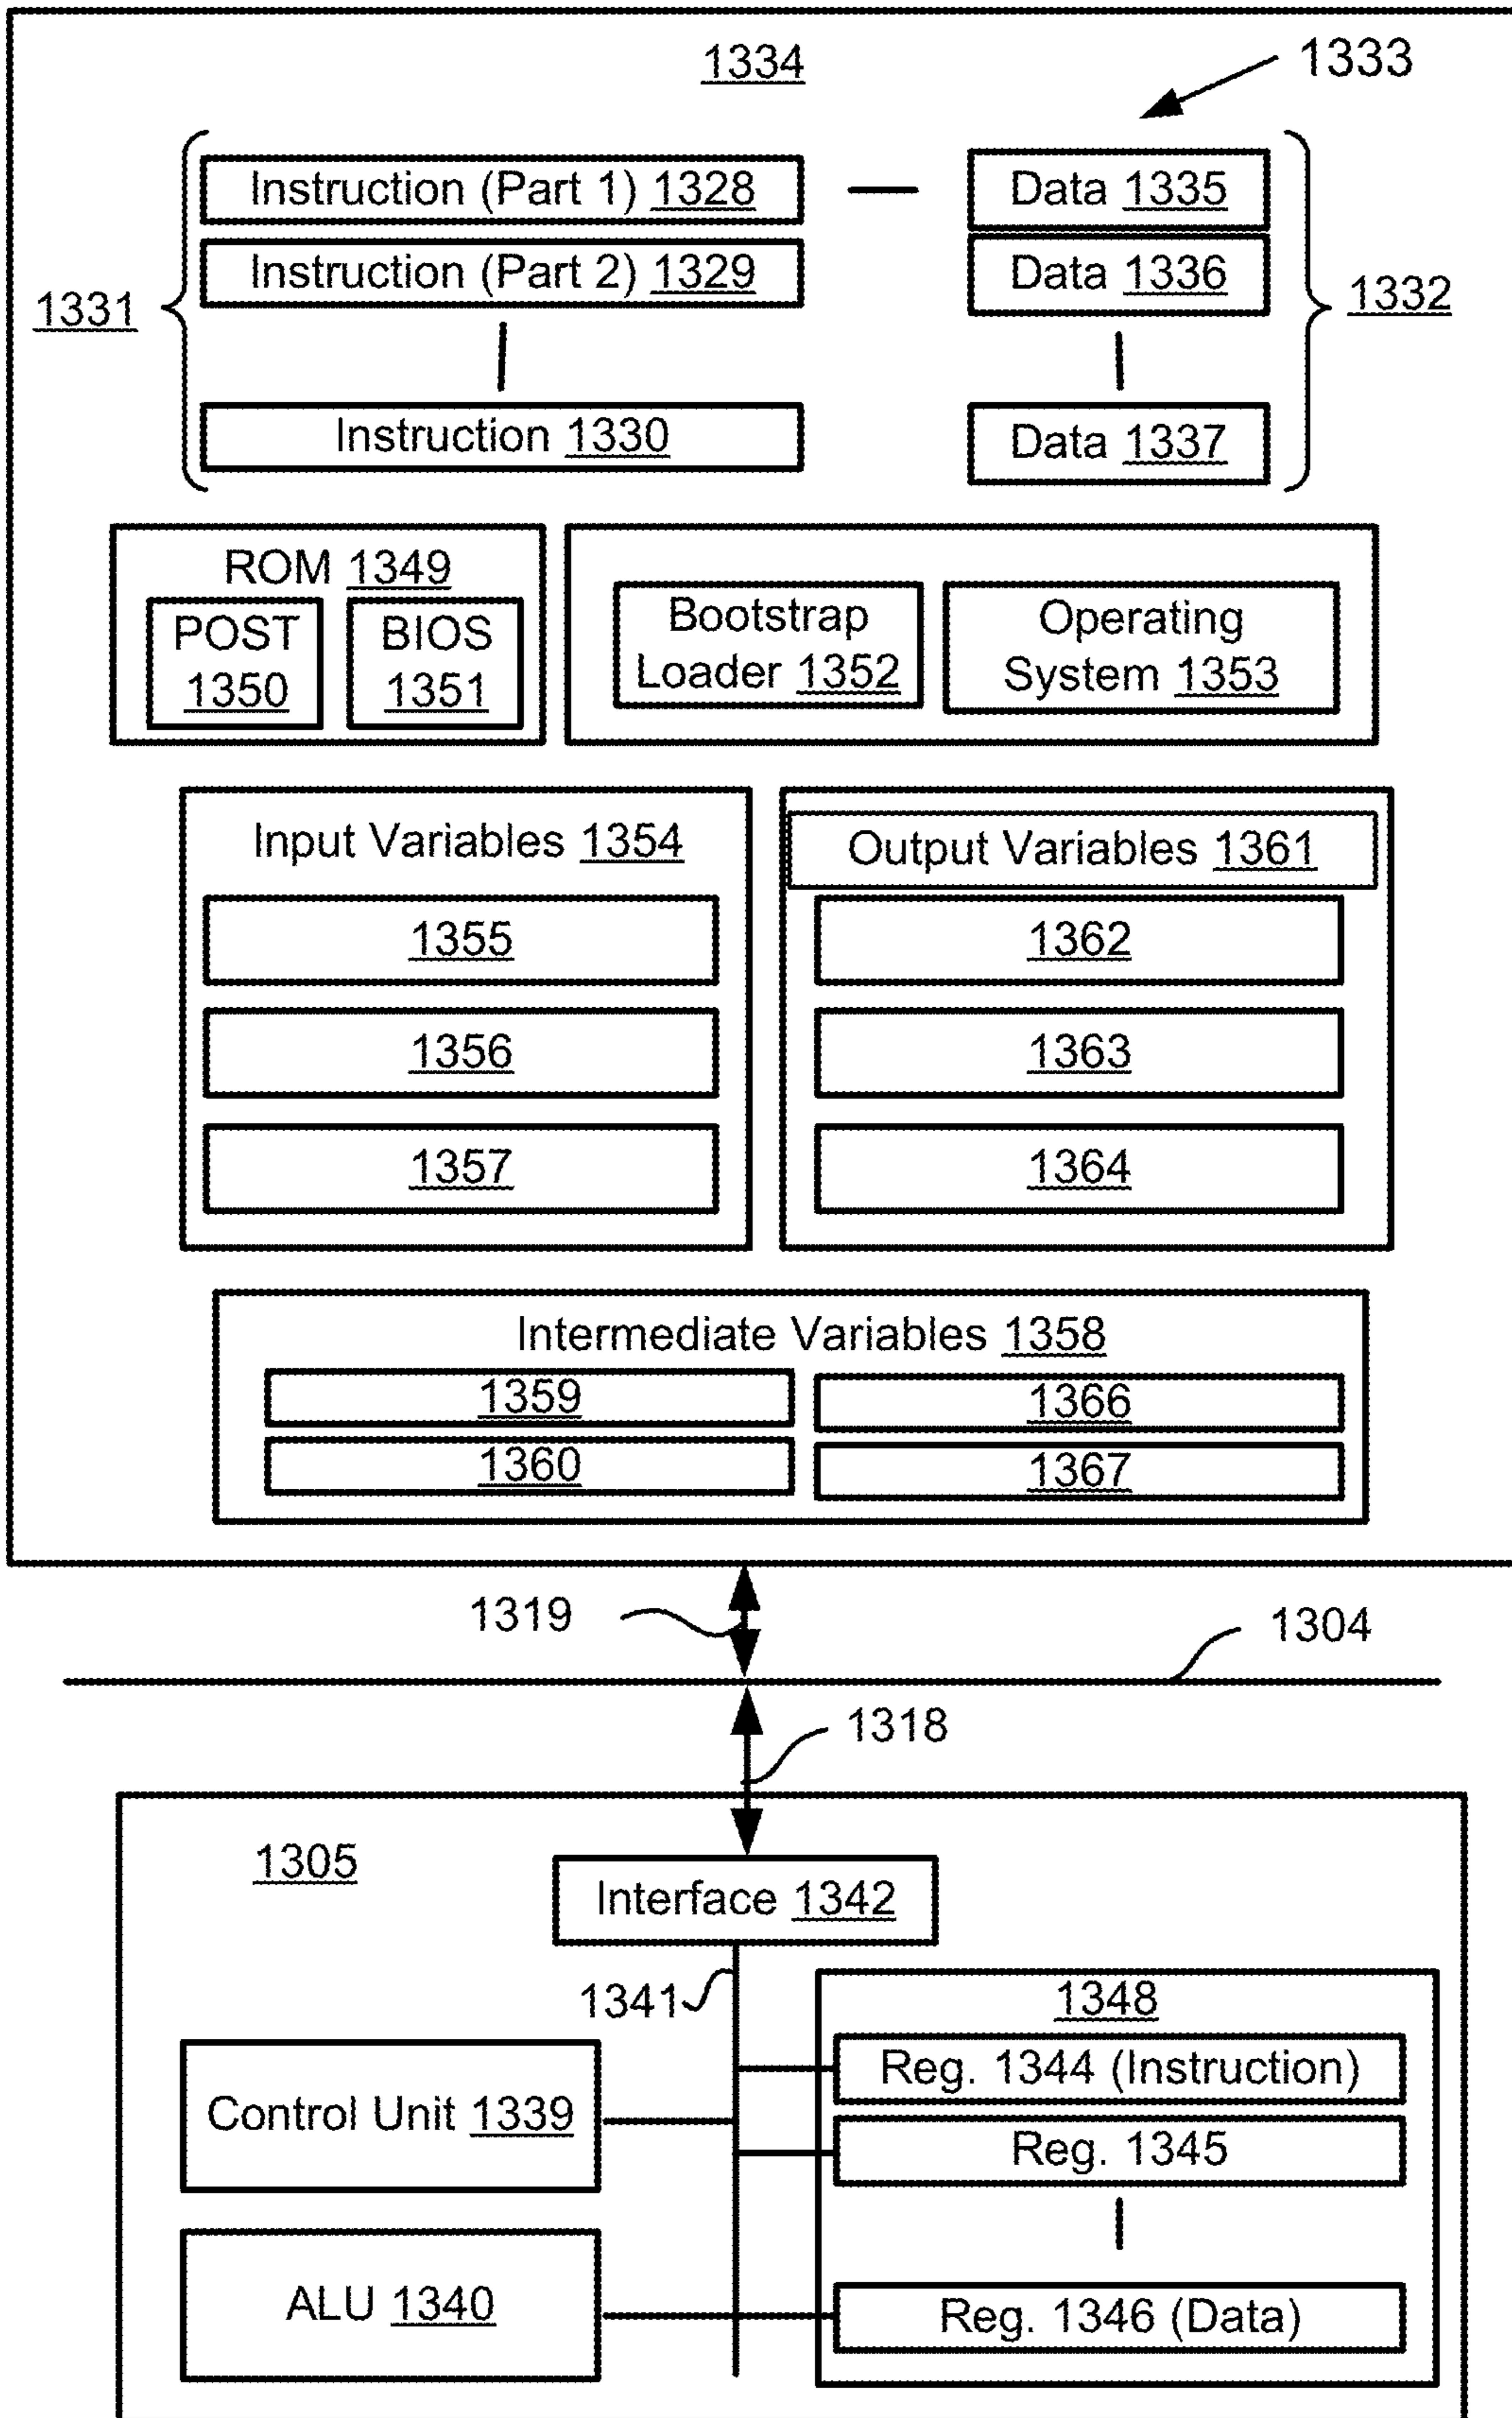 1334
1333
Instruction (Part 1) 1328
Data 1335
Instruction (Part 2) 1329
Data 1336
1331
1332
Instruction 1330
Data 1337
ROM 1349
POST
1350
BIOS
1351
Bootstrap
Loader 1352
Operating
System 1353
Input Variables 1354
1355
1356
1357
Output Variables 1361
1362
1363
1364
Intermediate Variables 1358
1359
1366
1360
1367
1319
1304
1318
1305
Interface 1342
1341
1348
Reg. 1344 (Instruction)
Control Unit 1339
Reg. 1345
ALU 1340
Reg. 1346 (Data)